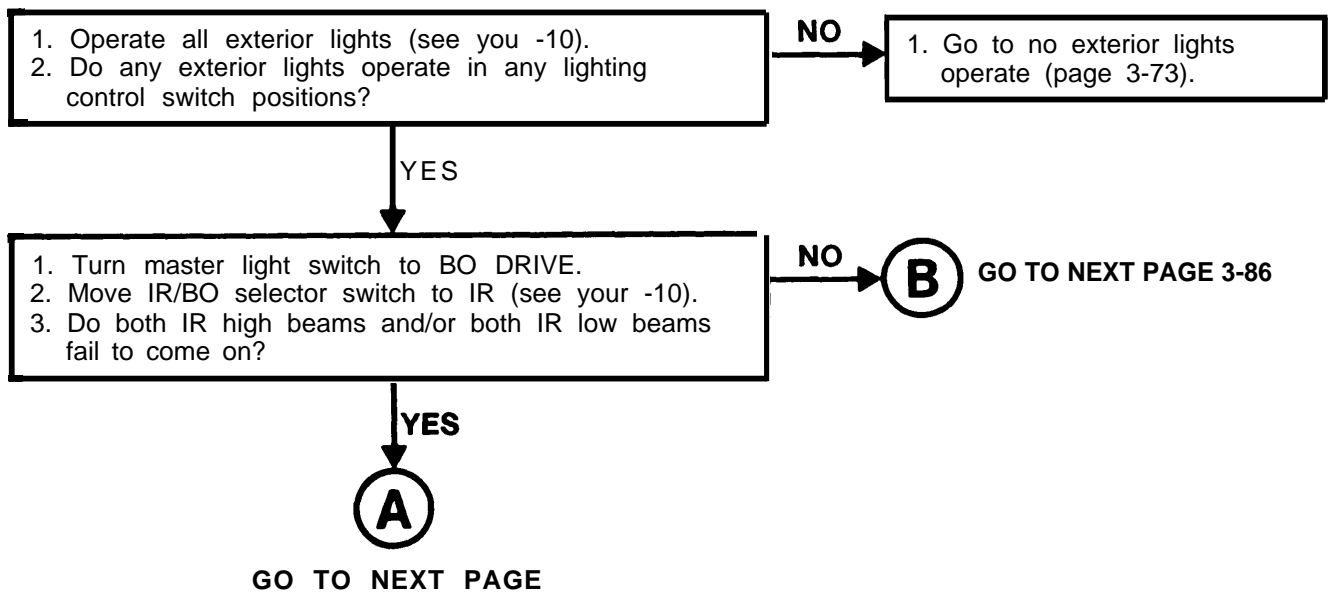 1. Operate all exterior lights (see you -10).
2. Do any exterior lights operate in any lighting
control switch positions?
NO
1. Go to no exterior lights
operate (page 3-73).
YES
1. Turn master light switch to BO DRIVE.
2. Move IR/BO selector switch to IR (see your -10).
3. Do both IR high beams and/or both IR low beams
fail to come on?
NO
B
GO TO NEXT PAGE 3-86
YES
A
GO TO NEXT PAGE